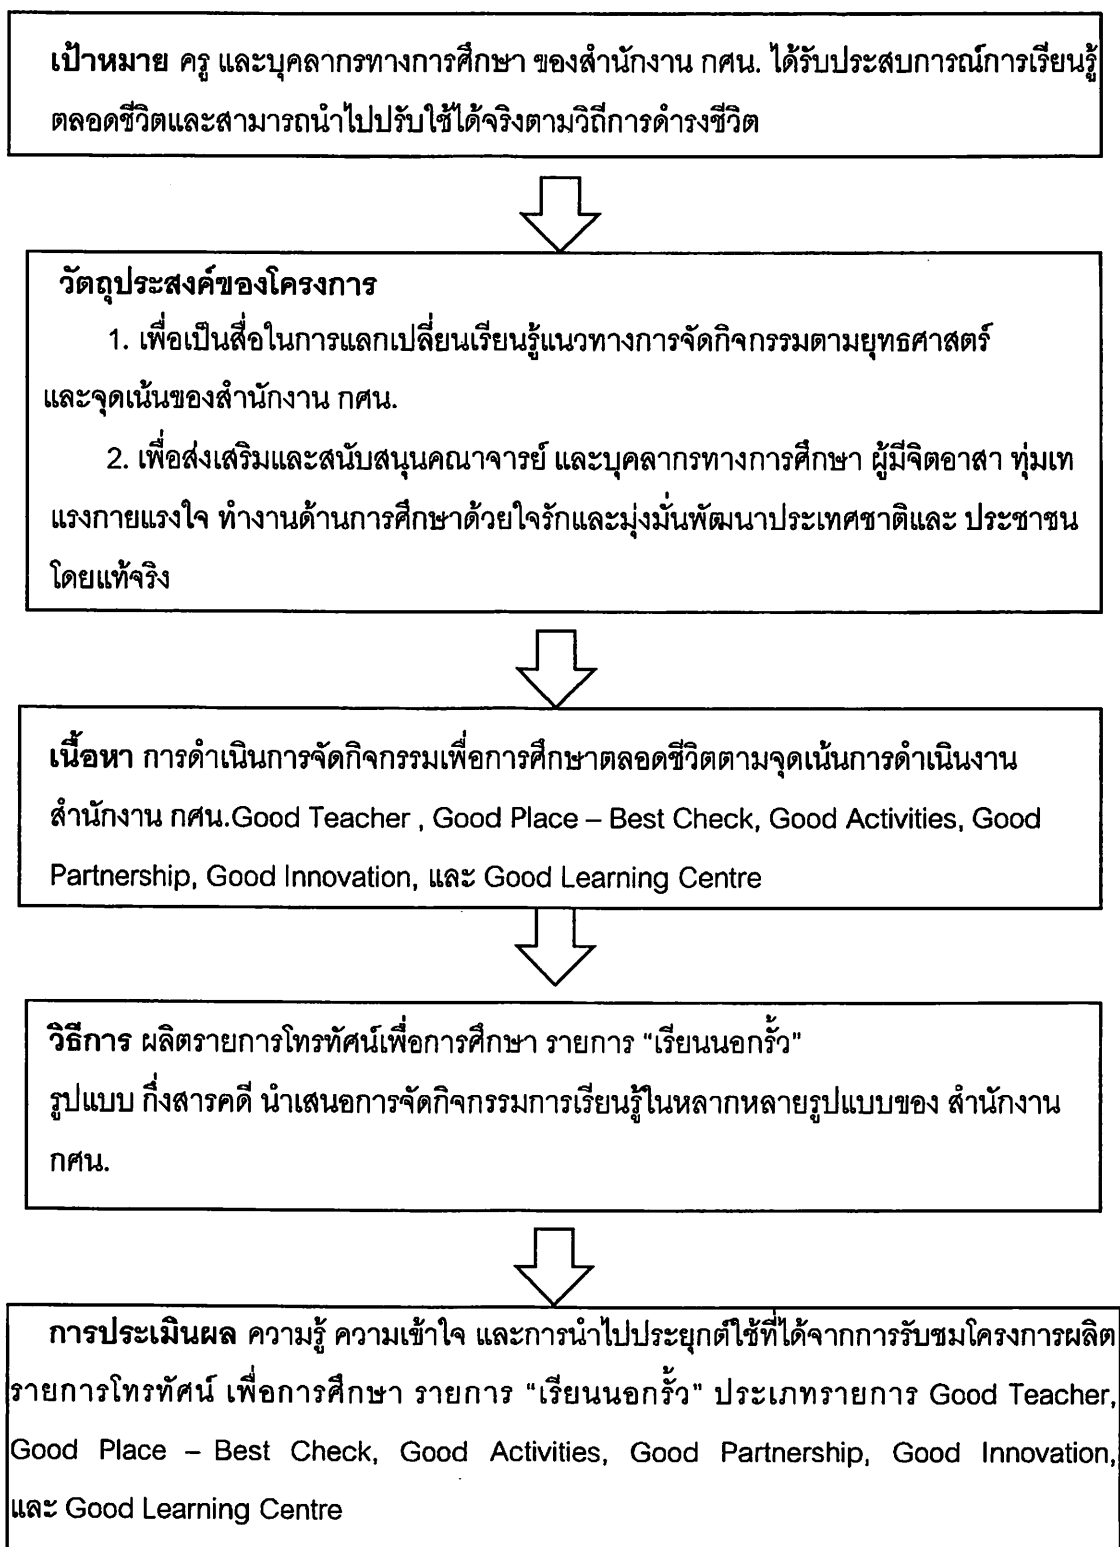 เป้าหมาย ครู และบุคลากรทางการศึกษา ของสำนักงาน กศน. ได้รับประสบการณ์การเรียนรู้
ตลอดชีวิตและสามารถนำไปปรับใช้ได้จริงตามวิถีการดำรงชีวิต
วัตถุประสงค์ของโครงการ
1. เพื่อเป็นสื่อในการแลกเปลี่ยนเรียนรู้แนวทางการจัดกิจกรรมตามยุทธศาสตร์
และจุดเน้นของสำนักงาน กศน.
2. เพื่อส่งเสริมและสนับสนุนคณาจารย์ และบุคลากรทางการศึกษา ผู้มีจิตอาสา ทุ่มเท
แรงกายแรงใจ ทำงานด้านการศึกษาด้วยใจรักและมุ่งมั่นพัฒนาประเทศชาติและ ประชาชน
โดยแท้จริง
เนื้อหา การดำเนินการจัดกิจกรรมเพื่อการศึกษาตลอดชีวิตตามจุดเน้นการดำเนินงาน
สำนักงาน กศน.Good Teacher , Good Place – Best Check, Good Activities, Good
Partnership, Good Innovation, และ Good Learning Centre
วิธีการ ผลิตรายการโทรทัศน์เพื่อการศึกษา รายการ “เรียนนอกรั้ว”
รูปแบบ กึ่งสารคดี นำเสนอการจัดกิจกรรมการเรียนรู้ในหลากหลายรูปแบบของ สำนักงาน
กศน.
การประเมินผล ความรู้ ความเข้าใจ และการนำไปประยุกต์ใช้ที่ได้จากการรับชมโครงการผลิต
รายการโทรทัศน์ เพื่อการศึกษา รายการ “เรียนนอกรั้ว” ประเภทรายการ Good Teacher,
Good Place – Best Check, Good Activities, Good Partnership, Good Innovation,
และ Good Learning Centre